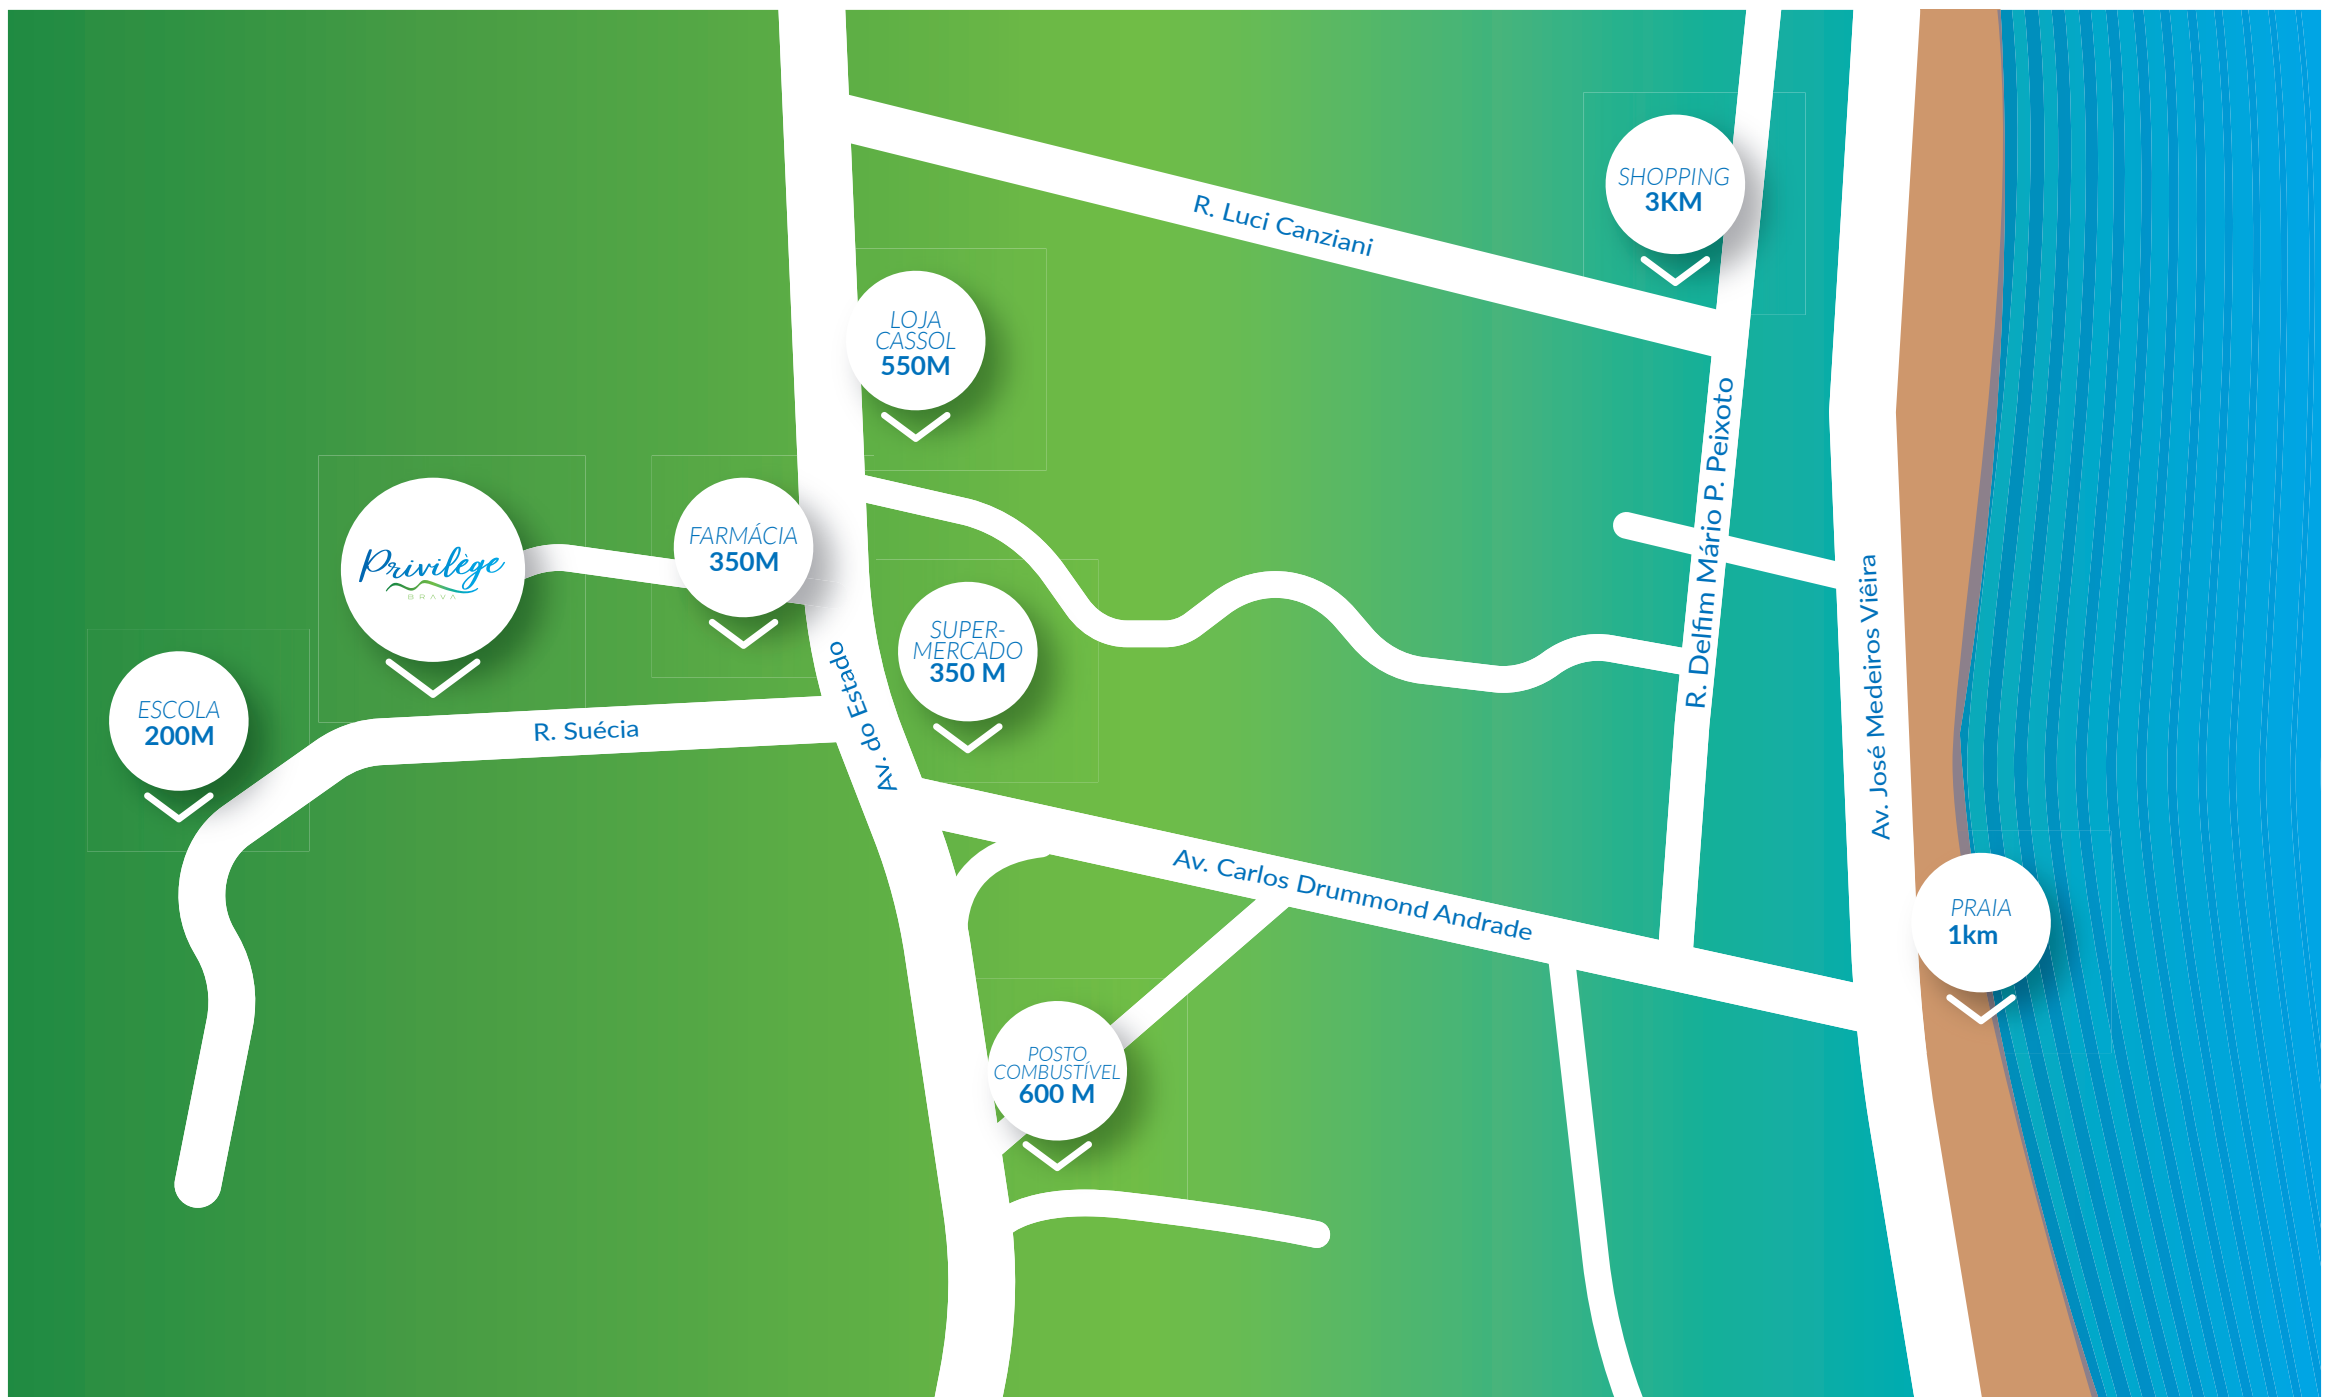 R. Luci Canziani
SHOPPING
3KM
LOJA
CASSOL
550M
R. Delfim Mário P. Peixoto
Privilège
BRAVA
FARMÁCIA
350M
SUPER-
MERCADO
350 M
Av. José Medeiros Viêira
ESCOLA
200M
R. Suécia
Av. do Estado
Av. Carlos Drummond Andrade
PRAIA
1km
POSTO
COMBUSTÍVEL
600 M